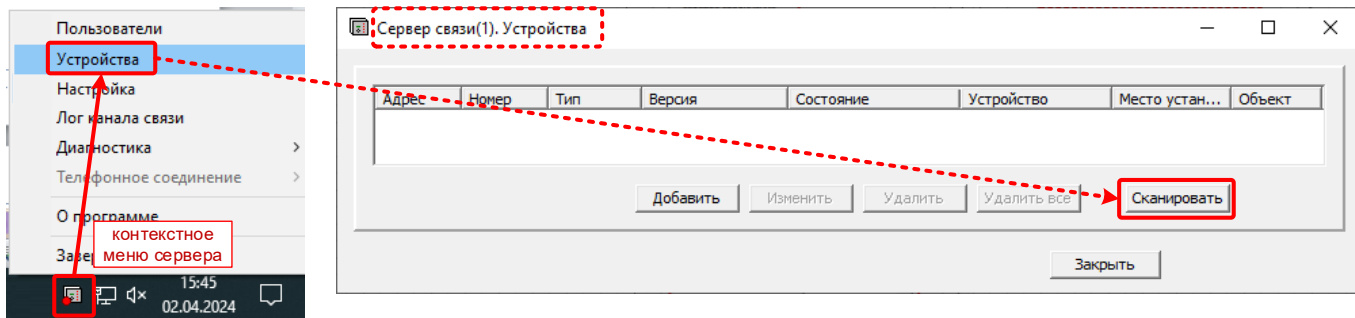 Пользователи
Устройства
Настройка
Лог канала связи
Диагностика
Телефонное соединение
О программе
контекстное
меню сервера
15:45
02.04.2024
Сервер связи(1). Устройства
Адрес Номер Тип Версия Состояние Устройство Место устан... Объект
Добавить Изменить Удалить Удалить все Сканировать
Закрыть